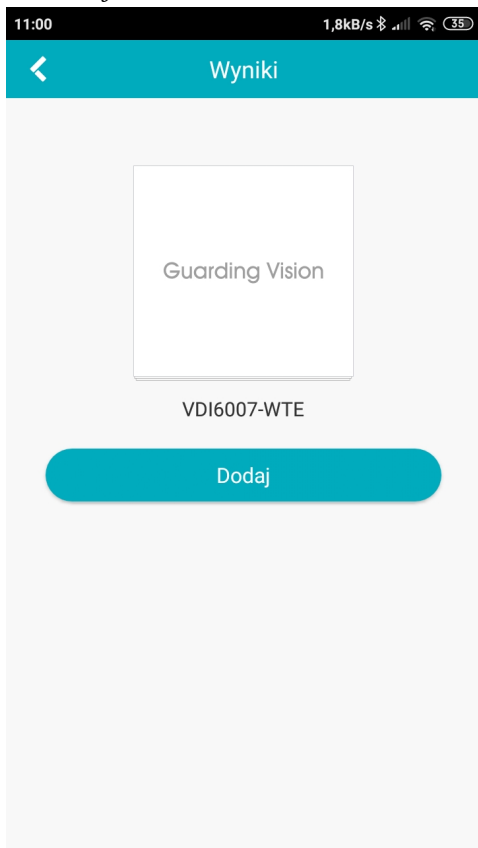 11:00 1,8kB/s 35
Wyniki
Guarding Vision
VDI6007-WTE
Dodaj